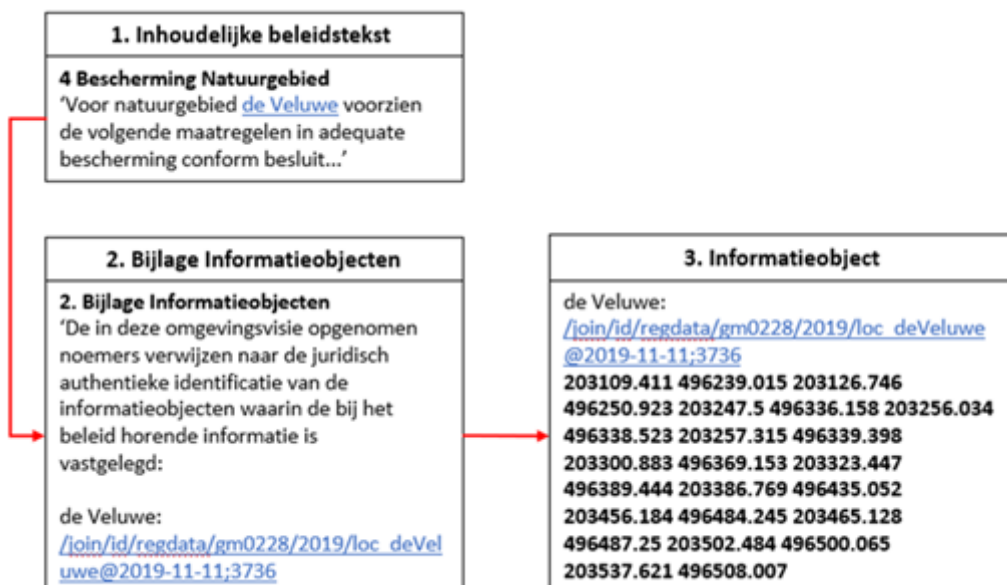 1. Inhoudelijke beleidstekst
4 Bescherming Natuurgebied
‘Voor natuurgebied de Veluwe voorzien
de volgende maatregelen in adequate
bescherming conform besluit...’
2. Bijlage Informatieobjecten
2. Bijlage Informatieobjecten
‘De in deze omgevingsvisie opgenomen
noemers verwijzen naar de juridisch
authentieke identificatie van de
informatieobjecten waarin de bij het
beleid horende informatie is
vastgelegd:
de Veluwe:
/join/id/regdata/gm0228/2019/loc_deVel
uwe@2019-11-11;3736
3. Informatieobject
de Veluwe:
/join/id/regdata/gm0228/2019/loc_deVeluwe
@2019-11-11;3736
203109.411 496239.015 203126.746
496250.923 203247.5 496336.158 203256.034
496338.523 203257.315 496339.398
203300.883 496369.153 203323.447
496389.444 203386.769 496435.052
203456.184 496484.245 203465.128
496487.25 203502.484 496500.065
203537.621 496508.007